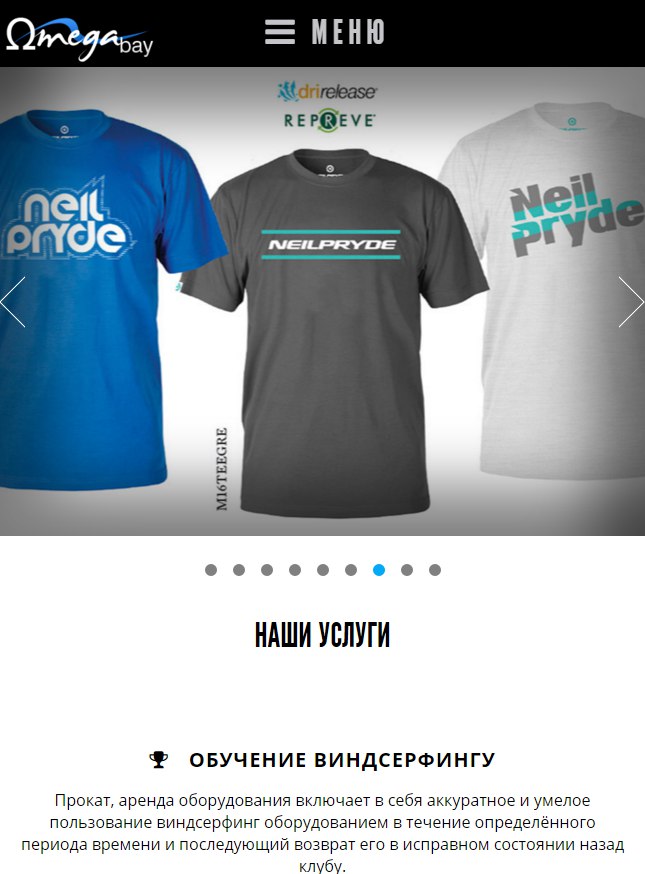 Ωmega bay
МЕНЮ
drirelease
REPREVE
neil
pryde
NEILPRYDE
Neil
Pryde
M16TEEGRE
НАШИ УСЛУГИ
ОБУЧЕНИЕ ВИНДСЕРФИНГУ
Прокат, аренда оборудования включает в себя аккуратное и умелое
пользование виндсерфинг оборудованием в течение определённого
периода времени и последующий возврат его в исправном состоянии назад
клубу.